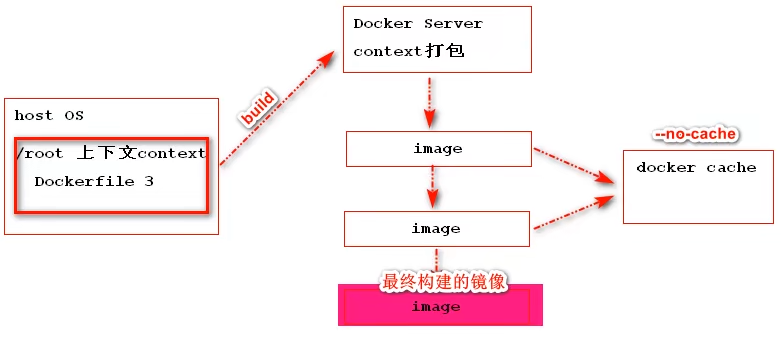 Docker Server
context打包
build
host OS
/root 上下文context
Dockerfile 3
image
--no-cache
docker cache
image
最终构建的镜像
image